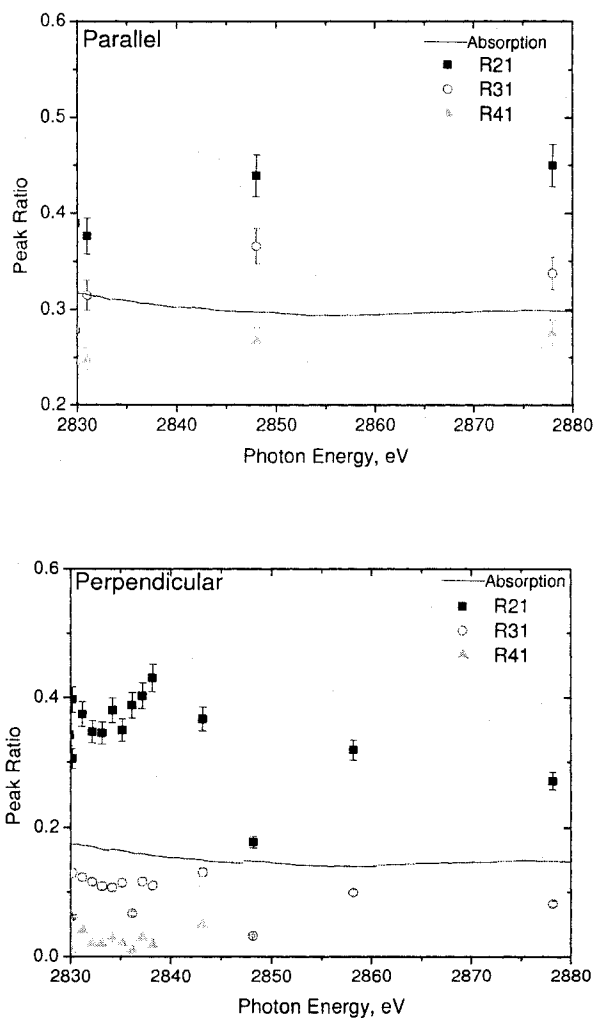 Parallel
Absorption
R21
R31
R41
0.6
0.5
0.4
0.3
0.2
Peak Ratio
2830 2840 2850 2860 2870 2880
Photon Energy, eV
Perpendicular
Absorption
R21
R31
R41
0.6
0.4
0.2
0.0
Peak Ratio
2830 2840 2850 2860 2870 2880
Photon Energy, eV